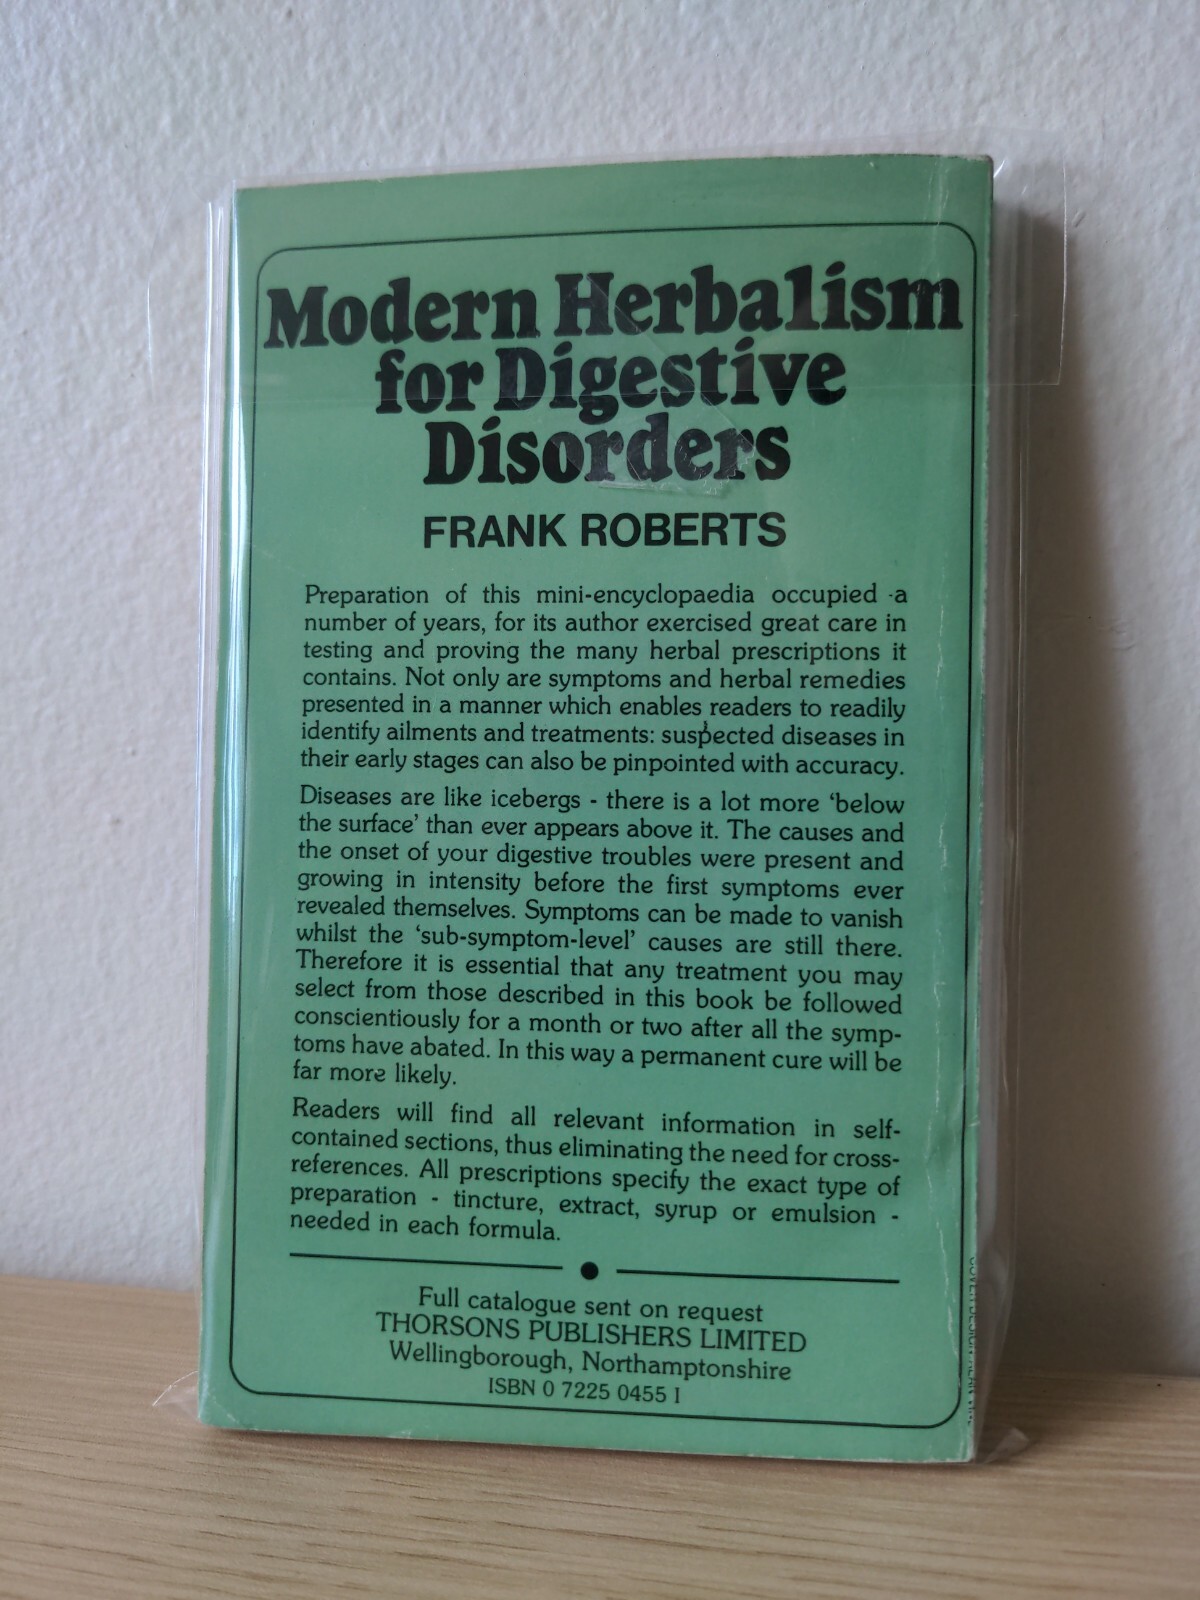 Modern Herbalism
for Digestive
Disorders
FRANK ROBERTS
Preparation of this mini-encyclopaedia occupied a
number of years, for its author exercised great care in
testing and proving the many herbal prescriptions it
contains. Not only are symptoms and herbal remedies
presented in a manner which enables readers to readily
identify ailments and treatments: suspected diseases in
their early stages can also be pinpointed with accuracy.
Diseases are like icebergs - there is a lot more ‘below
the surface’ than ever appears above it. The causes and
the onset of your digestive troubles were present and
growing in intensity before the first symptoms ever
revealed themselves. Symptoms can be made to vanish
whilst the ‘sub-symptom-level’ causes are still there.
Therefore it is essential that any treatment you may
select from those described in this book be followed
conscientiously for a month or two after all the symp-
toms have abated. In this way a permanent cure will be
far more likely.
Readers will find all relevant information in self-
contained sections, thus eliminating the need for cross-
references. All prescriptions specify the exact type of
preparation - tincture, extract, syrup or emulsion -
needed in each formula.
Full catalogue sent on request
THORSONS PUBLISHERS LIMITED
Wellingborough, Northamptonshire
ISBN 0 7225 0455 1